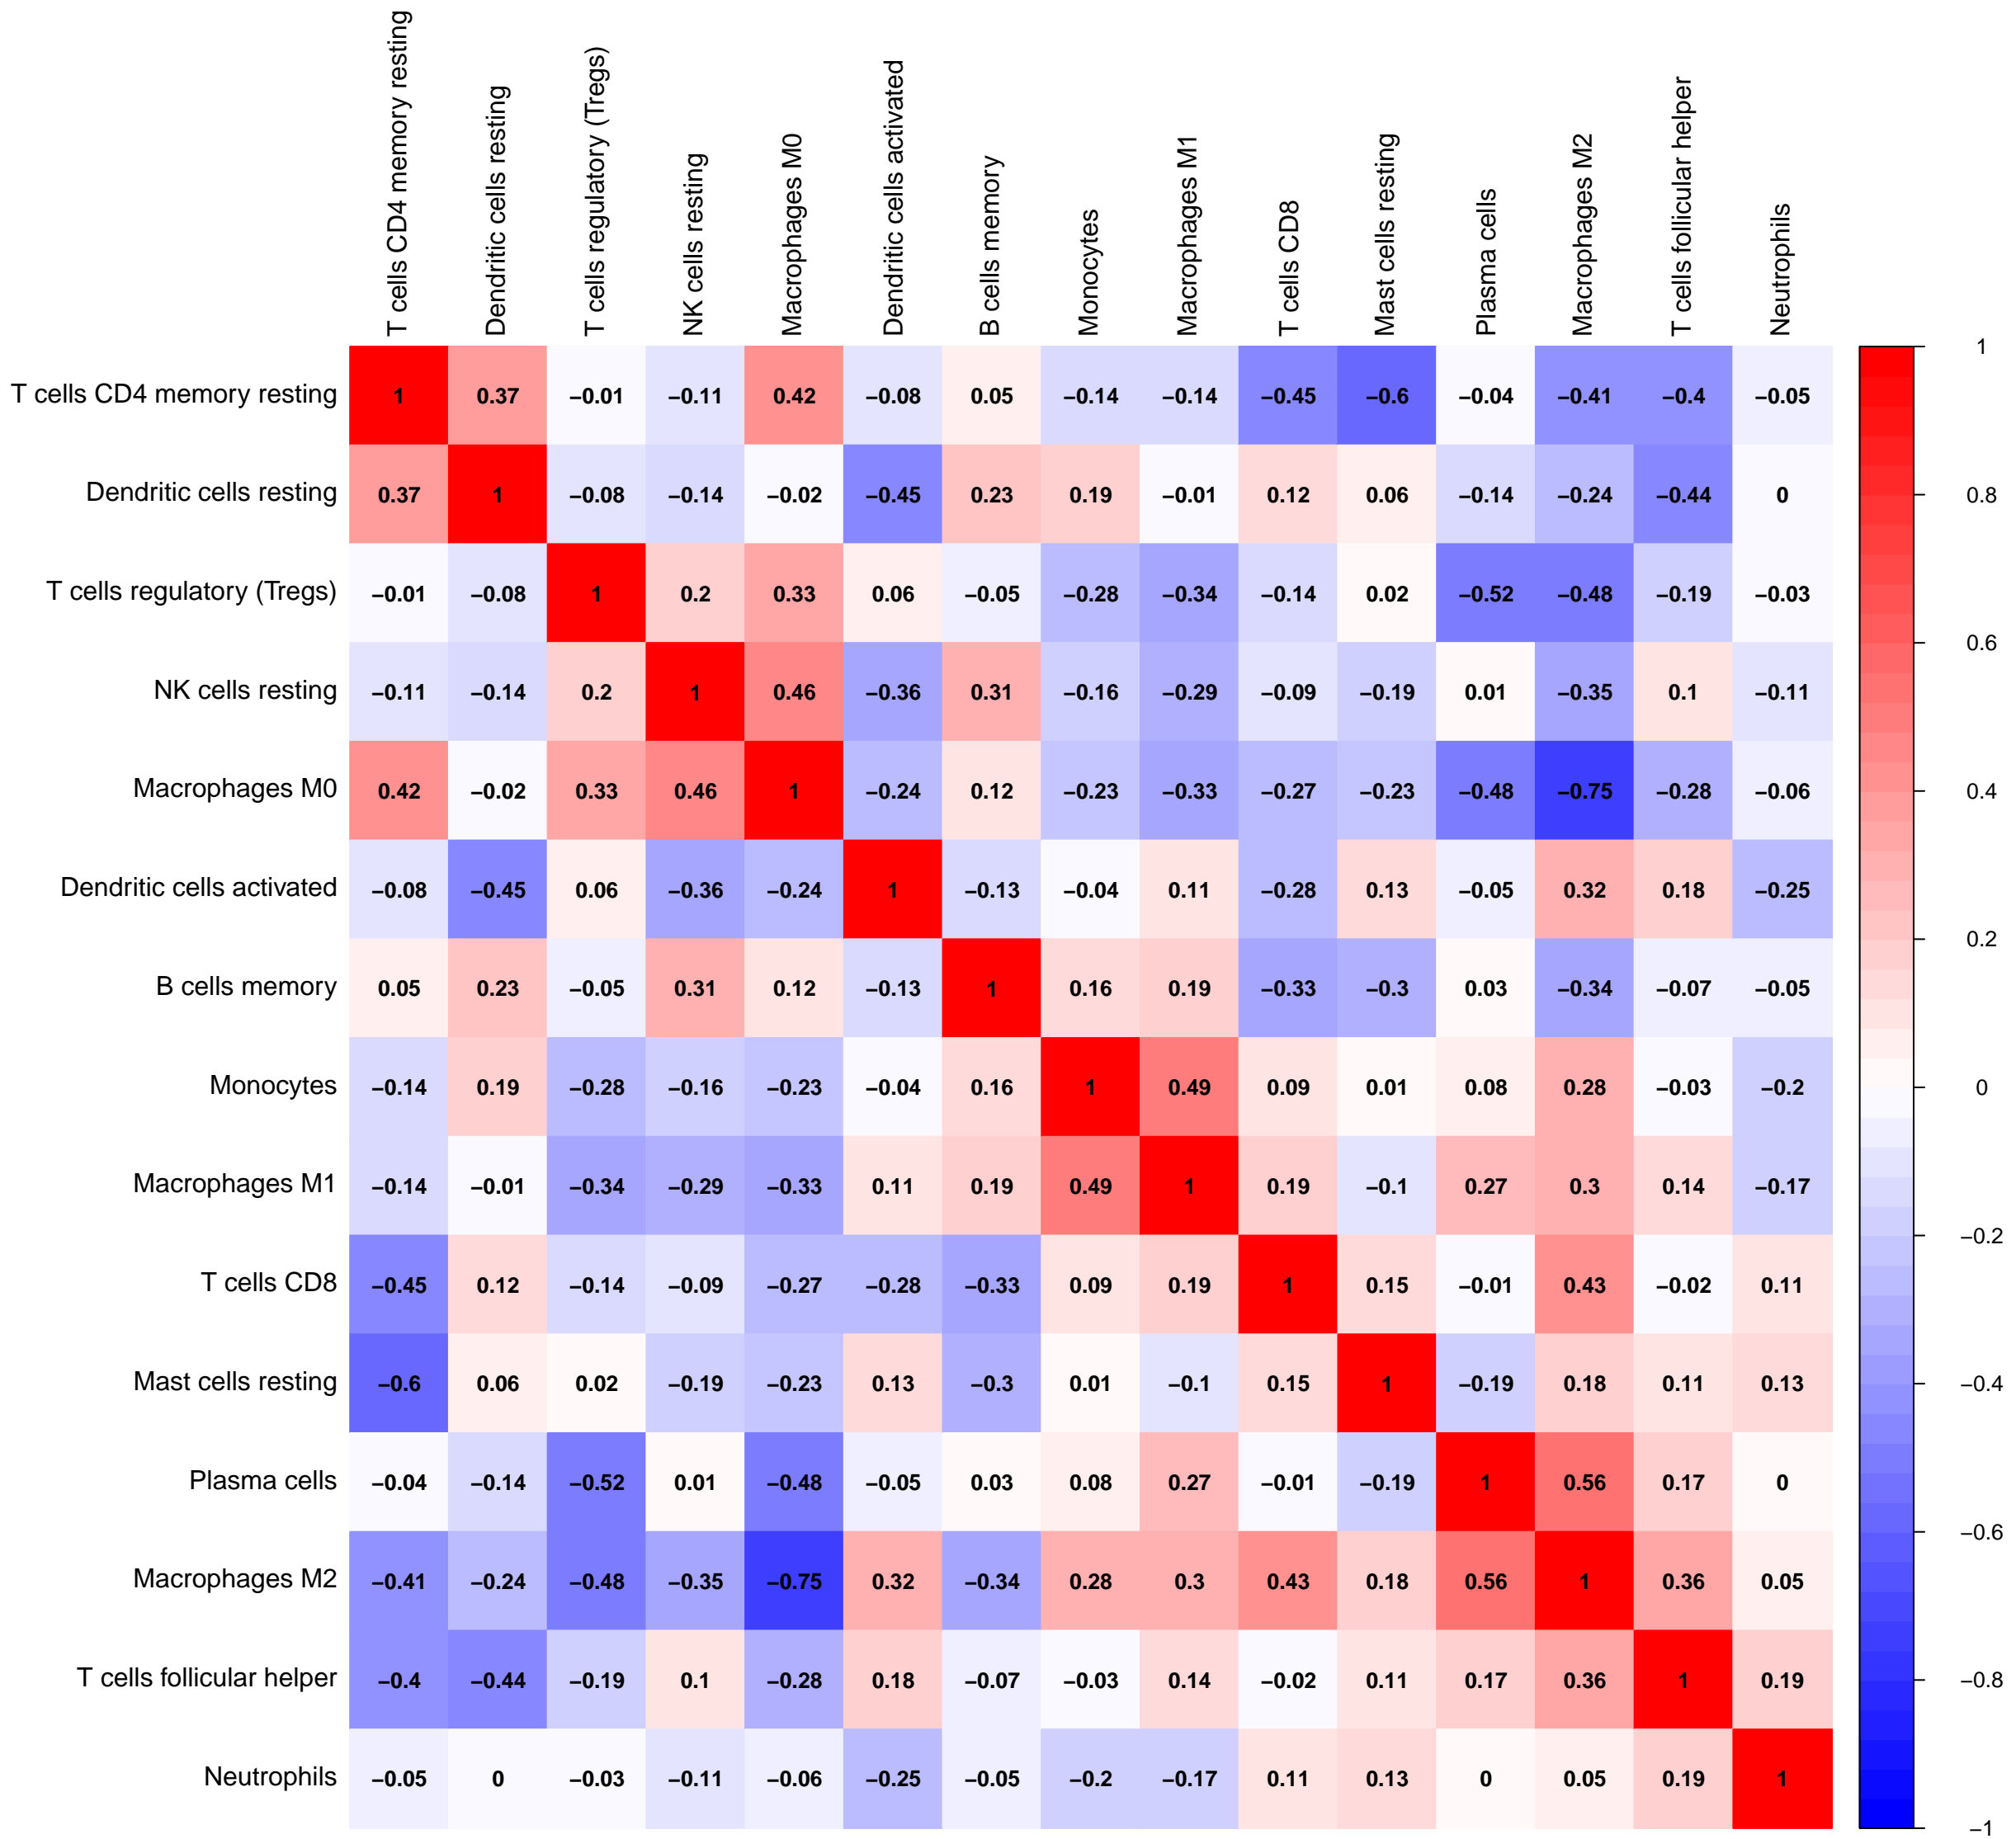 T cells CD4 memory resting
Dendritic cells resting
T cells regulatory (Tregs)
NK cells resting
Macrophages M0
Dendritic cells activated
B cells memory
Monocytes
Macrophages M1
T cells CD8
Mast cells resting
Plasma cells
Macrophages M2
T cells follicular helper
Neutrophils
T cells CD4 memory resting 1 0.37 −0.01 −0.11 0.42 −0.08 0.05 −0.14 −0.14 −0.45 −0.6 −0.04 −0.41 −0.4 −0.05
Dendritic cells resting 0.37 1 −0.08 −0.14 −0.02 −0.45 0.23 0.19 −0.01 0.12 0.06 −0.14 −0.24 −0.44 0
T cells regulatory (Tregs) −0.01 −0.08 1 0.2 0.33 0.06 −0.05 −0.28 −0.34 −0.14 0.02 −0.52 −0.48 −0.19 −0.03
NK cells resting −0.11 −0.14 0.2 1 0.46 −0.36 0.31 −0.16 −0.29 −0.09 −0.19 0.01 −0.35 0.1 −0.11
Macrophages M0 0.42 −0.02 0.33 0.46 1 −0.24 0.12 −0.23 −0.33 −0.27 −0.23 −0.48 −0.75 −0.28 −0.06
Dendritic cells activated −0.08 −0.45 0.06 −0.36 −0.24 1 −0.13 −0.04 0.11 −0.28 0.13 −0.05 0.32 0.18 −0.25
B cells memory 0.05 0.23 −0.05 0.31 0.12 −0.13 1 0.16 0.19 −0.33 −0.3 0.03 −0.34 −0.07 −0.05
Monocytes −0.14 0.19 −0.28 −0.16 −0.23 −0.04 0.16 1 0.49 0.09 0.01 0.08 0.28 −0.03 −0.2
Macrophages M1 −0.14 −0.01 −0.34 −0.29 −0.33 0.11 0.19 0.49 1 0.19 −0.1 0.27 0.3 0.14 −0.17
T cells CD8 −0.45 0.12 −0.14 −0.09 −0.27 −0.28 −0.33 0.09 0.19 1 0.15 −0.01 0.43 −0.02 0.11
Mast cells resting −0.6 0.06 0.02 −0.19 −0.23 0.13 −0.3 0.01 −0.1 0.15 1 −0.19 0.18 0.11 0.13
Plasma cells −0.04 −0.14 −0.52 0.01 −0.48 −0.05 0.03 0.08 0.27 −0.01 −0.19 1 0.56 0.17 0
Macrophages M2 −0.41 −0.24 −0.48 −0.35 −0.75 0.32 −0.34 0.28 0.3 0.43 0.18 0.56 1 0.36 0.05
T cells follicular helper −0.4 −0.44 −0.19 0.1 −0.28 0.18 −0.07 −0.03 0.14 −0.02 0.11 0.17 0.36 1 0.19
Neutrophils −0.05 0 −0.03 −0.11 −0.06 −0.25 −0.05 −0.2 −0.17 0.11 0.13 0 0.05 0.19 1
1
0.8
0.6
0.4
0.2
0
−0.2
−0.4
−0.6
−0.8
−1